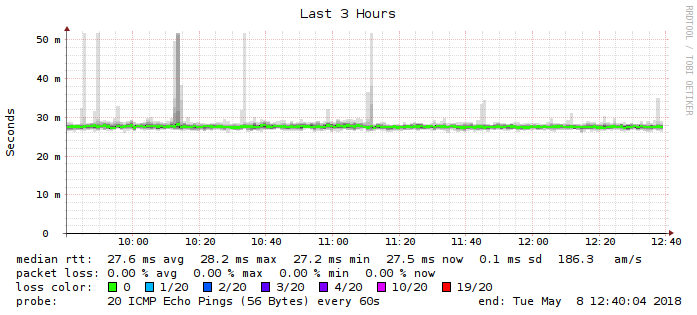 Last 3 Hours
RRDTOOL / TOBI OETIKER
Seconds
50 m
40 m
30 m
20 m
10 m
0
10:00 10:20 10:40 11:00 11:20 11:40 12:00 12:20 12:40
median rtt: 27.6 ms avg 28.2 ms max 27.2 ms min 27.5 ms now 0.1 ms sd 186.3 am/s
packet loss: 0.00 % avg 0.00 % max 0.00 % min 0.00 % now
loss color: 0 1/20 2/20 3/20 4/20 10/20 19/20
probe: 20 ICMP Echo Pings (56 Bytes) every 60s end: Tue May 8 12:40:04 2018